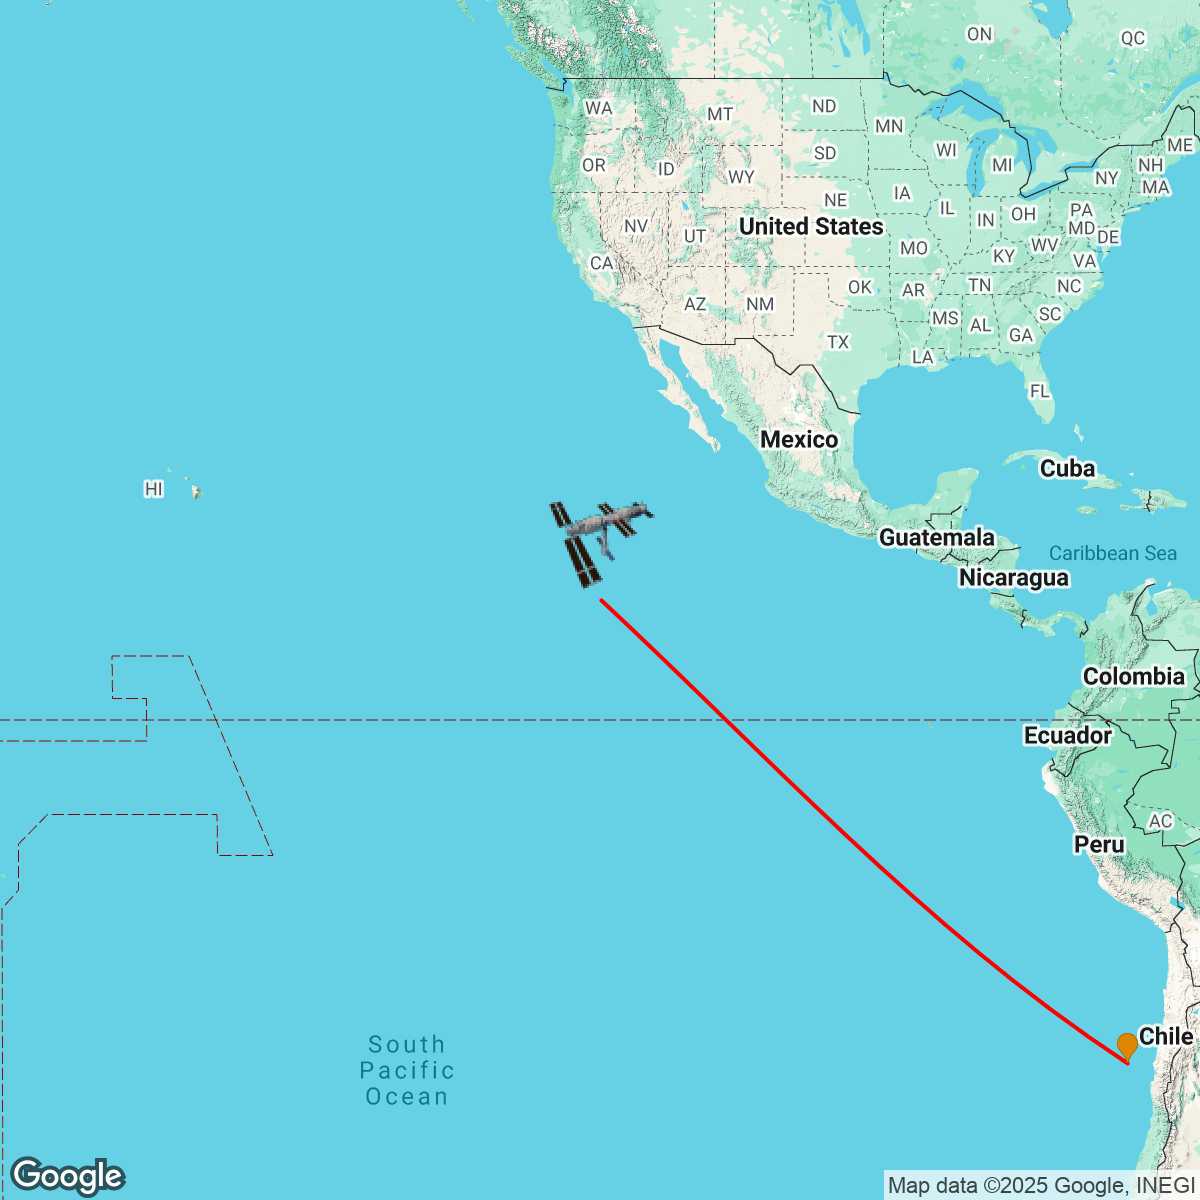 ON
QC
WA
MT
ND
MN
ME
OR
ID
SD
WI
MI
NH
NY
MA
WY
NE
IA
IL
IN
OH
PA
NV
UT
United States
MD
DE
MO
KY
WV
VA
CA
AZ
NM
OK
AR
TN
NC
MS
AL
SC
GA
TX
LA
FL
Mexico
Cuba
HI
Guatemala
Caribbean Sea
Nicaragua
Colombia
Ecuador
AC
Peru
Chile
South
Pacific
Ocean
Google
Map data ©2025 Google, INEGI